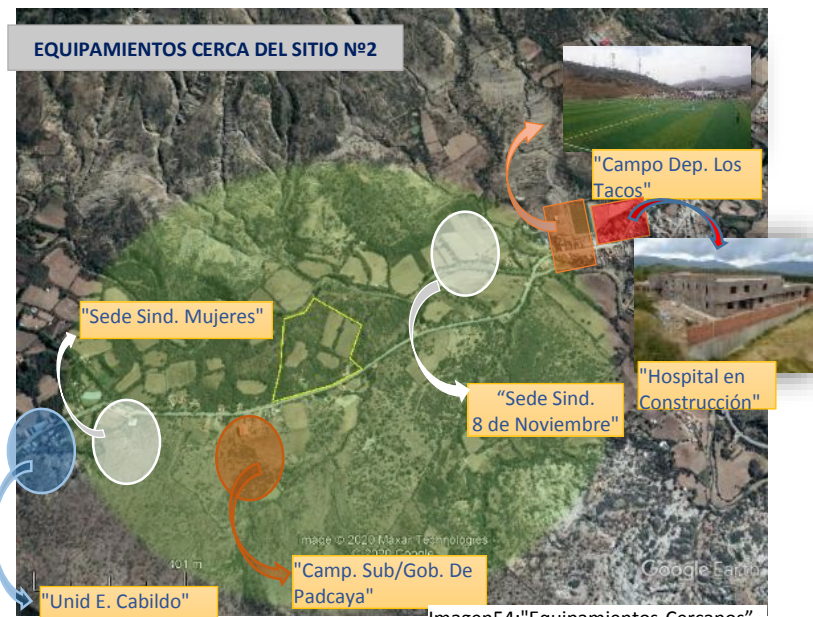 EQUIPAMIENTOS CERCA DEL SITIO Nº2
"Campo Dep. Los
Tacos"
"Sede Sind. Mujeres"
"Hospital en
Construcción"
“Sede Sind.
8 de Noviembre"
Image © 2020 Maxar Technologies
© 2020 Google
401 m
Google Earth
"Camp. Sub/Gob. De
Padcaya"
"Unid E. Cabildo"
Imagen54:"Equipamientos Cercanos”